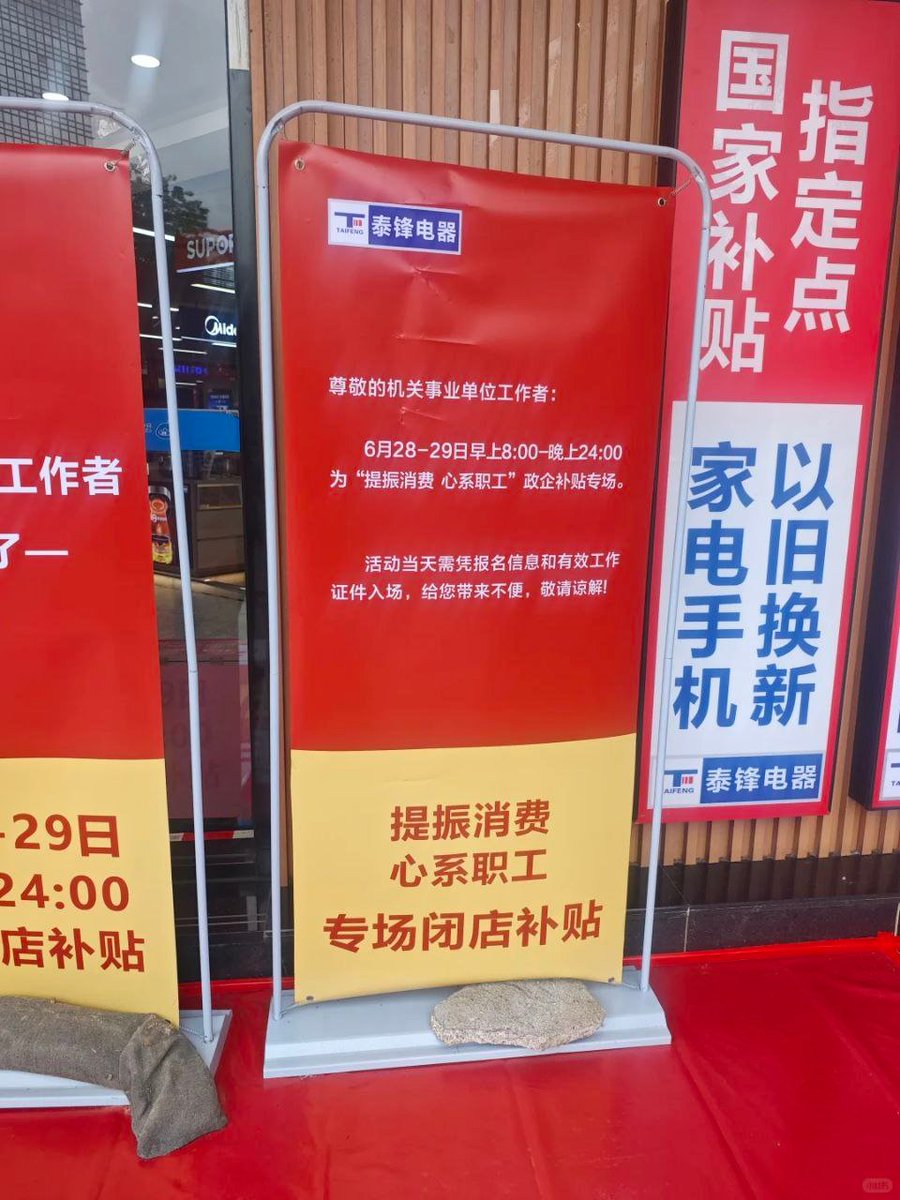 工作者
了—
-29日
24:00
店补贴
SUPOR
Midea
TAIFENG
泰锋电器
尊敬的机关事业单位工作者：
6月28-29日早上8:00-晚上24:00
为“提振消费 心系职工”政企补贴专场。
活动当天需凭报名信息和有效工作
证件入场，给您带来不便，敬请谅解!
提振消费
心系职工
专场闭店补贴
指定点
国家补贴
以旧换新
家电手机
TAIFENG
泰锋电器
小红书